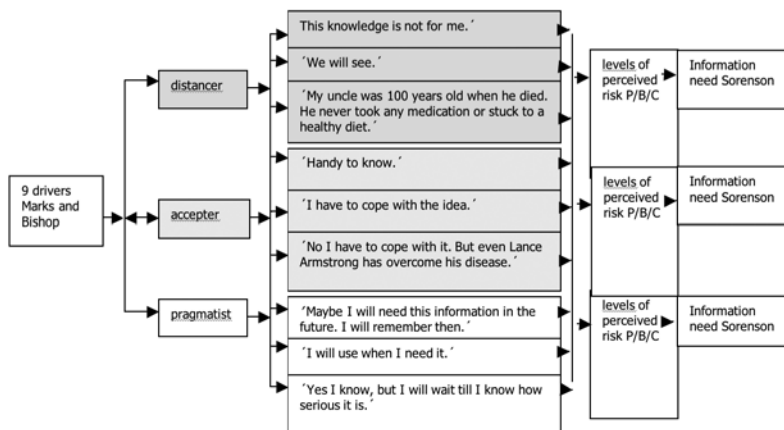 9 drivers
Marks and
Bishop
distancer
accepter
pragmatist
This knowledge is not for me.´
´We will see.´
´My uncle was 100 years old when he died.
He never took any medication or stuck to a
healthy diet.´
´Handy to know.´
´I have to cope with the idea.´
´No I have to cope with it. But even Lance
Armstrong has overcome his disease.´
´Maybe I will need this information in the
future. I will remember then.´
´I will use when I need it.´
´Yes I know, but I will wait till I know how
serious it is.´
levels of
perceived
risk P/B/C
Information
need Sorenson
levels of
perceived
risk P/B/C
Information
need Sorenson
levels of
perceived
risk P/B/C
Information
need Sorenson